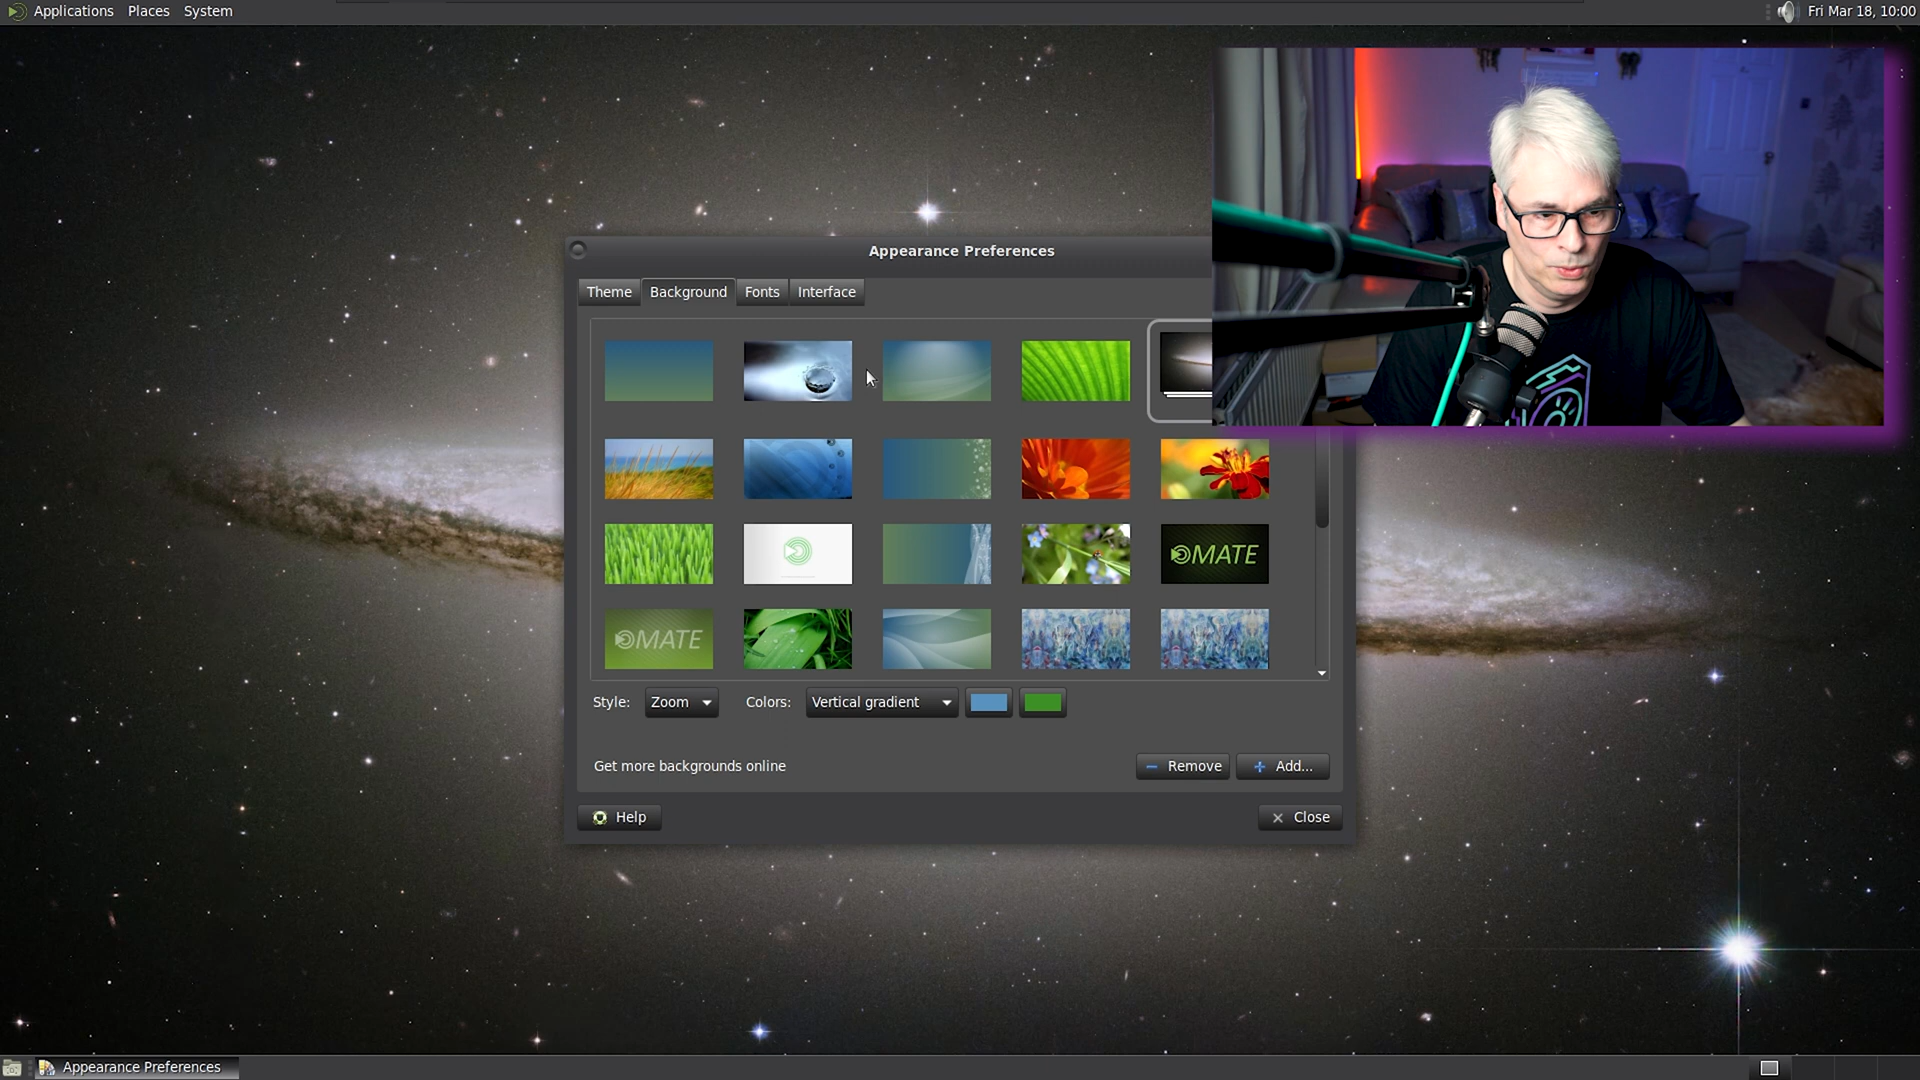 Applications Places System Fri Mar 18, 10:00
Appearance Preferences
Theme Background Fonts Interface
MATE
MATE
Style: Zoom Colors: Vertical gradient
Get more backgrounds online Remove Add...
Help Close
Appearance Preferences